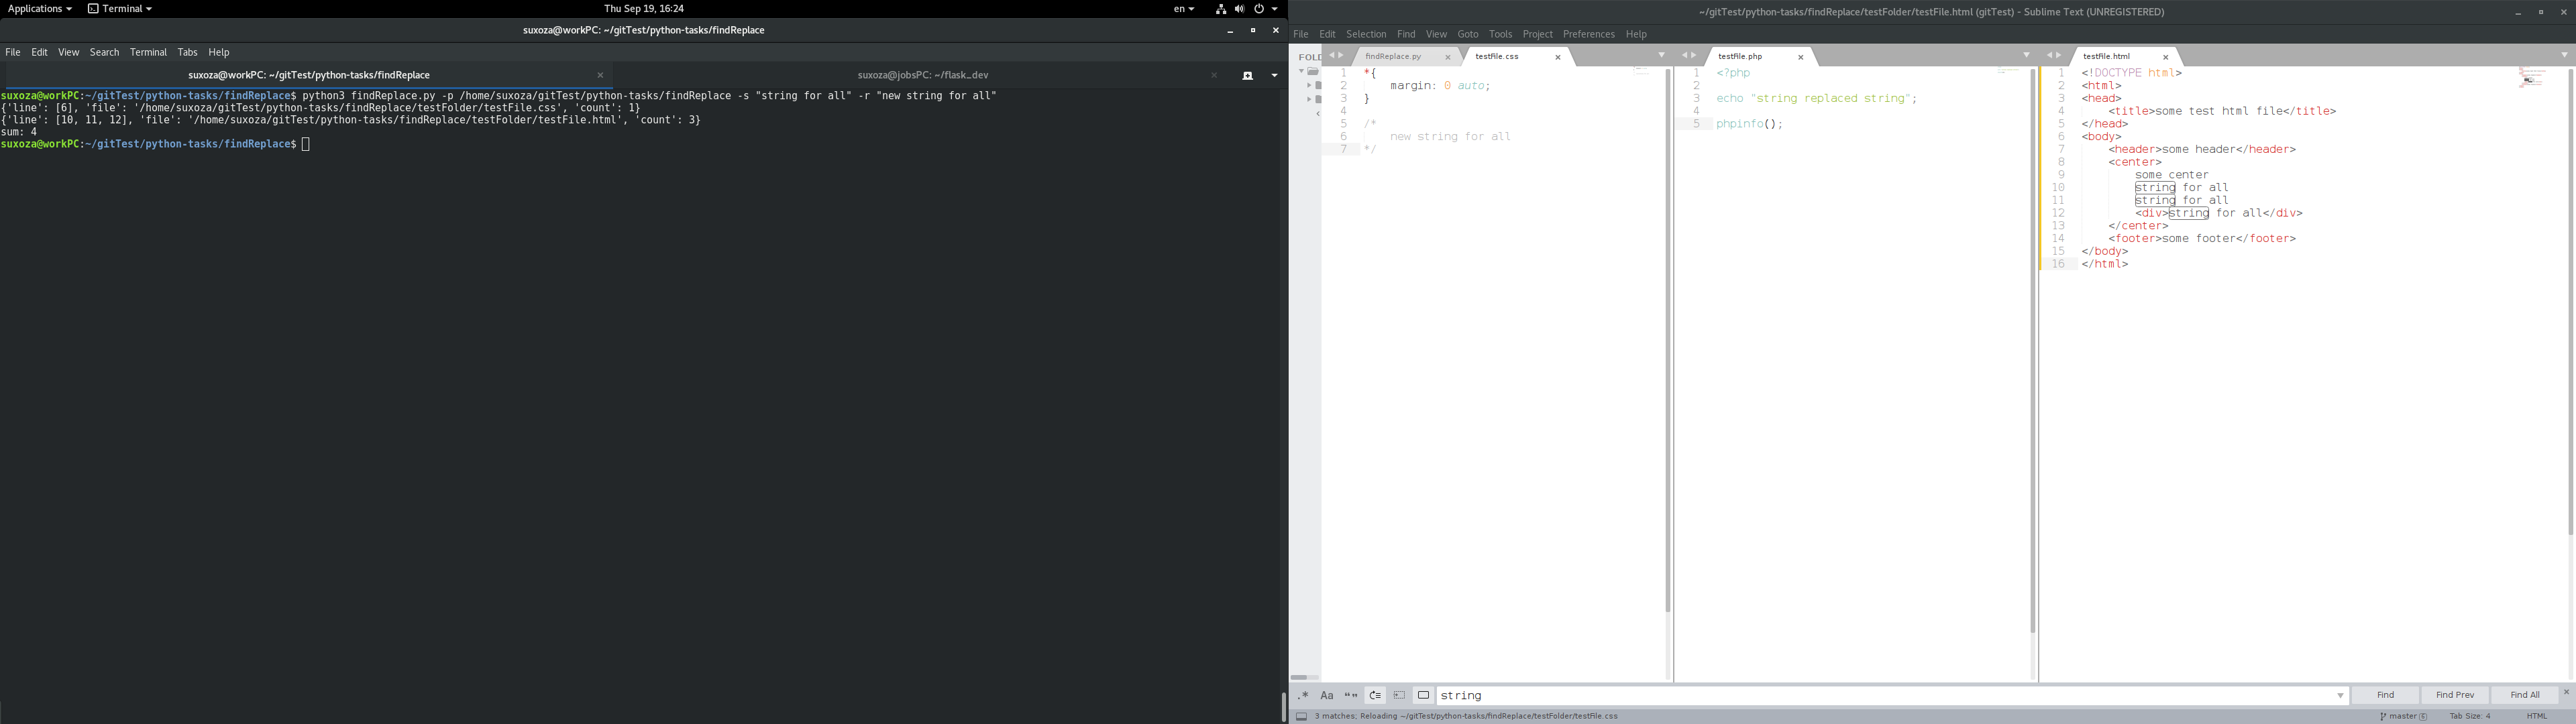 Applications Terminal Thu Sep 19, 16:24 en
suxoza@workPC: ~/gitTest/python-tasks/findReplace
File Edit View Search Terminal Tabs Help
suxoza@workPC: ~/gitTest/python-tasks/findReplace suxoza@jobsPC: ~/flask_dev
suxoza@workPC:~/gitTest/python-tasks/findReplace$ python3 findReplace.py -p /home/suxoza/gitTest/python-tasks/findReplace -s "string for all" -r "new string for all"
{'line': [6], 'file': '/home/suxoza/gitTest/python-tasks/findReplace/testFolder/testFile.css', 'count': 1}
{'line': [10, 11, 12], 'file': '/home/suxoza/gitTest/python-tasks/findReplace/testFolder/testFile.html', 'count': 3}
sum: 4
suxoza@workPC:~/gitTest/python-tasks/findReplace$
~/gitTest/python-tasks/findReplace/testFolder/testFile.html (gitTest) - Sublime Text (UNREGISTERED)
File Edit Selection Find View Goto Tools Project Preferences Help
FOLD
findReplace.py testFile.css
1 *{
2 margin: 0 auto;
3 }
4
5 /*
6 new string for all
7 */
testFile.php
1 <?php
2
3 echo "string replaced string";
4
5 phpinfo();
testFile.html
1 <!DOCTYPE html>
2 <html>
3 <head>
4 <title>some test html file</title>
5 </head>
6 <body>
7 <header>some header</header>
8 <center>
9 some center
10 string for all
11 string for all
12 <div>string for all</div>
13 </center>
14 <footer>some footer</footer>
15 </body>
16 </html>
.* Aa “” string Find Find Prev Find All
3 matches; Reloading ~/gitTest/python-tasks/findReplace/testFolder/testFile.css master 6 Tab Size: 4 HTML